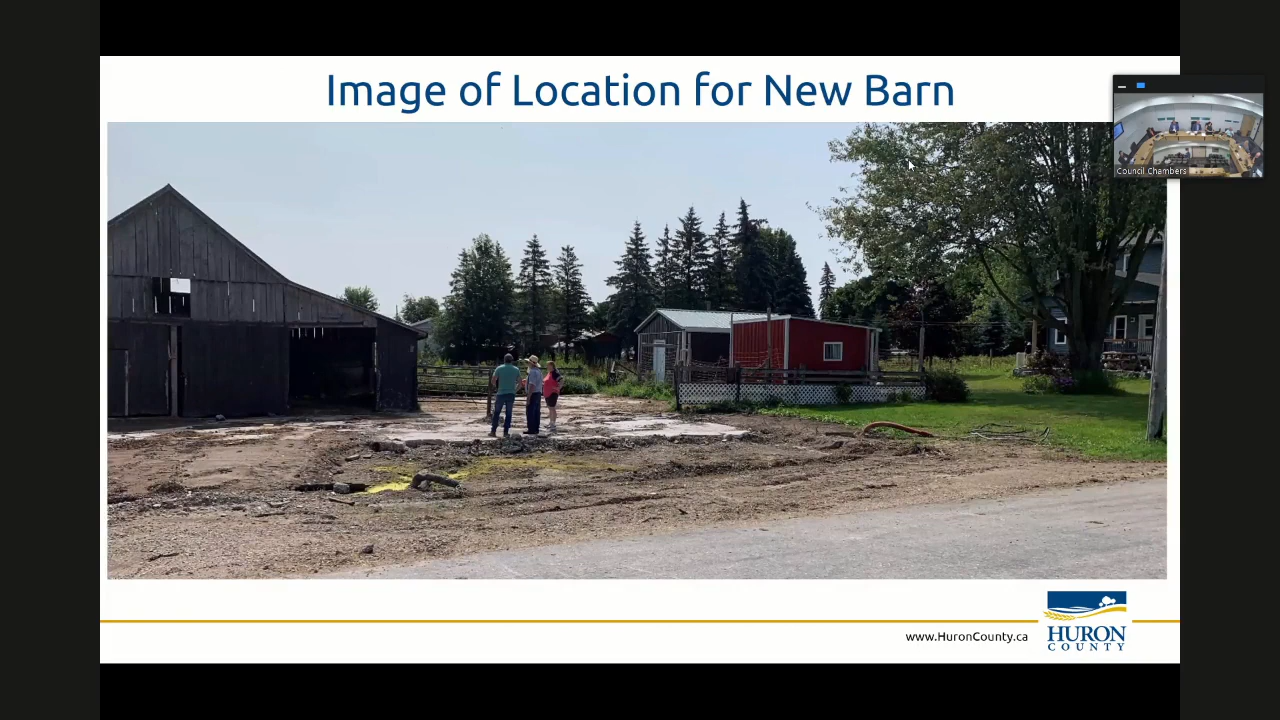 Image of Location for New Barn
Council Chambers
www.HuronCounty.ca
HURON
COUNTY